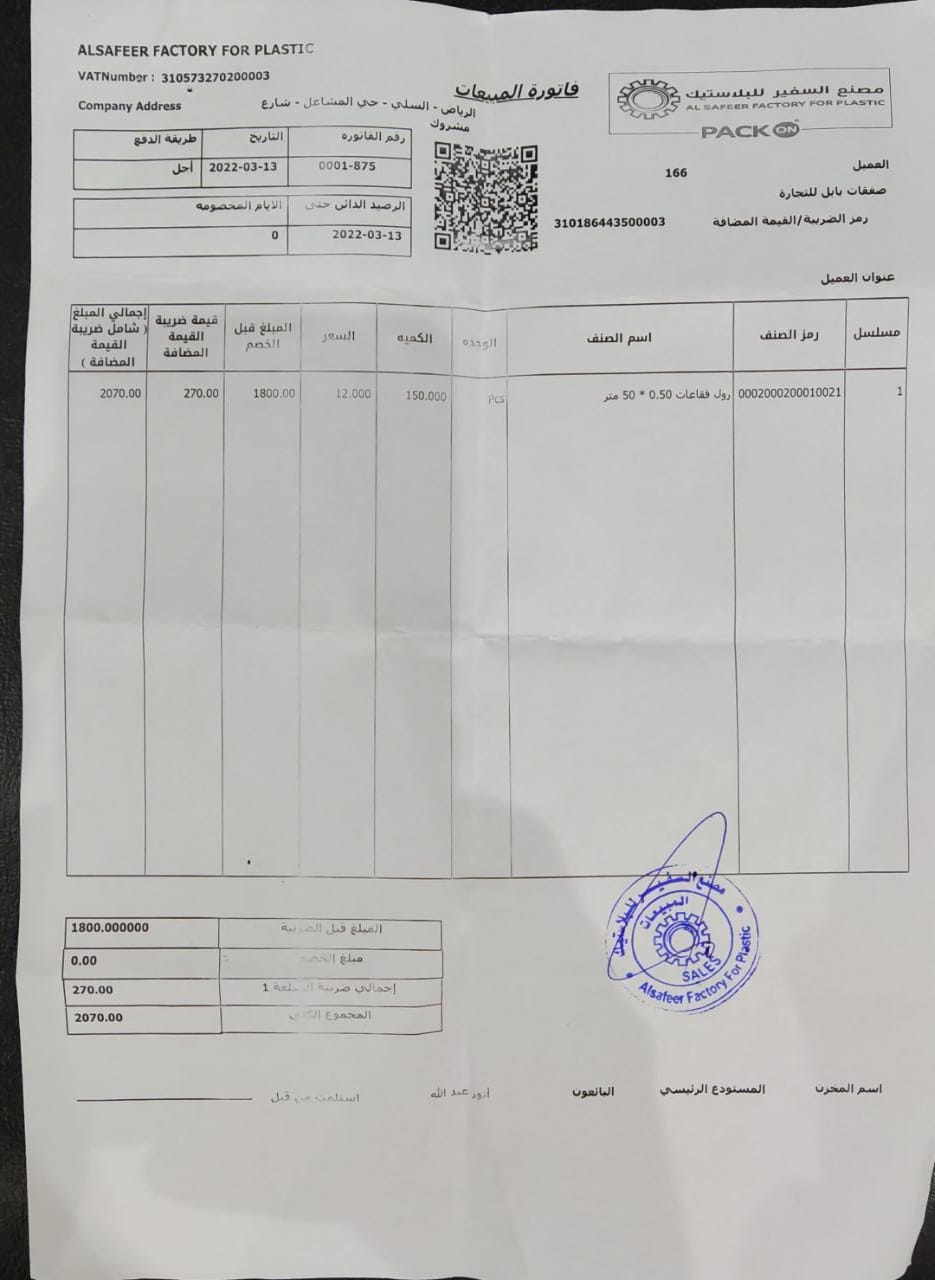 ALSAFEER FACTORY FOR PLASTIC
VATNumber : 310573270200003
Company Address
الرياض - السلي - حي المشاعل - شارع
مشروك
فاتورة المبيعات
مصنع السفير للبلاستيك
AL SAFEER FACTORY FOR PLASTIC
PACK ON
رقم الفاتوره التاريخ طريقة الدفع
0001-875 2022-03-13 أجل
الرصيد الدائن حتى الايام المخصومه
2022-03-13 0
العميل 166
صفقات بابل للتجارة
رمز الضريبة/القيمة المضافة 310186443500003
عنوان العميل
مسلسل رمز الصنف اسم الصنف الوحده الكميه السعر المبلغ قبل الخصم قيمة ضريبة القيمة المضافة إجمالي المبلغ ( شامل ضريبة القيمة المضافة )
1 0002000200010021 رول فقاعات 0.50 * 50 متر pcs 150.000 12.000 1800.00 270.00 2070.00
المبلغ قبل الضريبة 1800.000000
مبلغ الخصم 0.00
إجمالي ضريبة السلعة 1 270.00
المجموع الكلي 2070.00
مصنع السفير للبلاستيك
المبيعات
SALES
Alsafeer Factory For Plastic
اسم المخزن المستودع الرئيسي البائعون أنور عبد الله استلمت من قبل